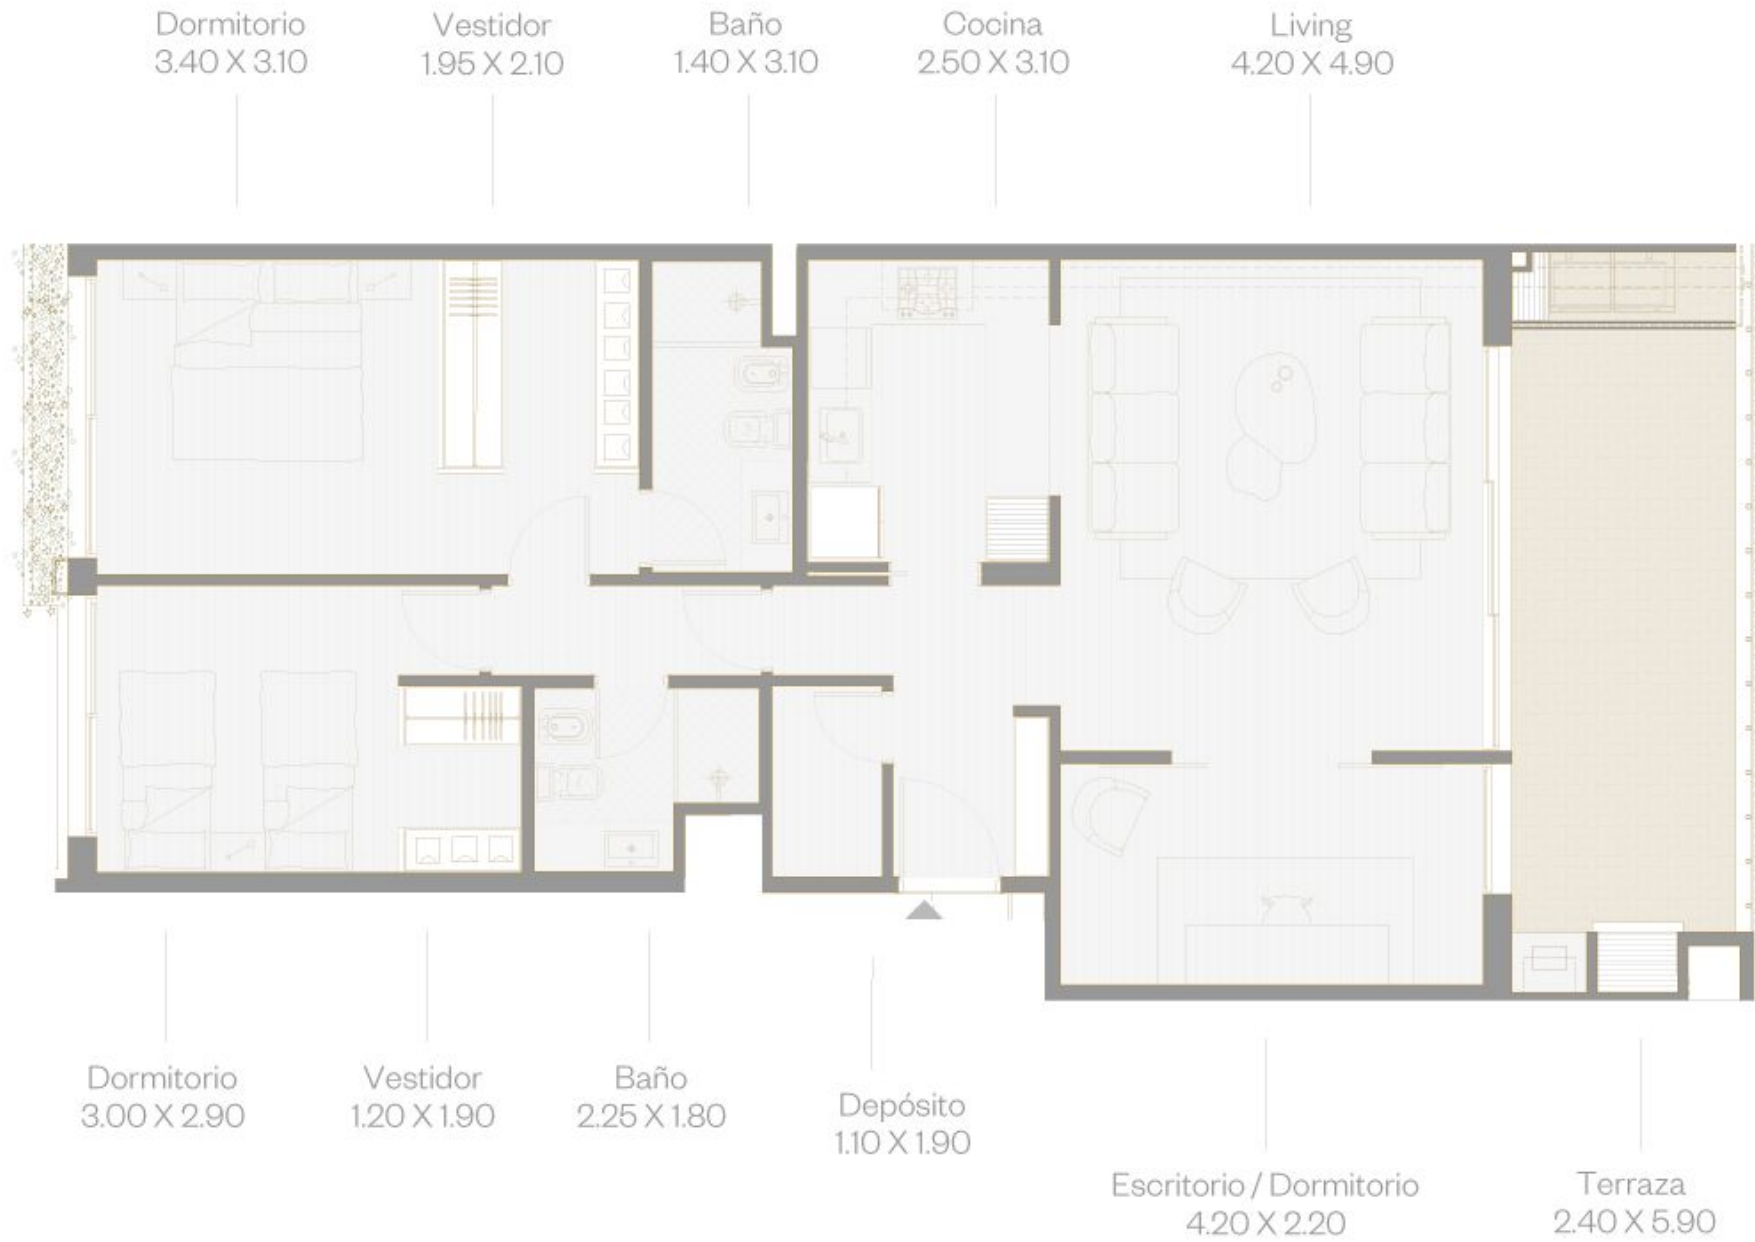 Dormitorio
3.40 X 3.10
Vestidor
1.95 X 2.10
Baño
1.40 X 3.10
Cocina
2.50 X 3.10
Living
4.20 X 4.90
Dormitorio
3.00 X 2.90
Vestidor
1.20 X 1.90
Baño
2.25 X 1.80
Depósito
1.10 X 1.90
Escritorio / Dormitorio
4.20 X 2.20
Terraza
2.40 X 5.90